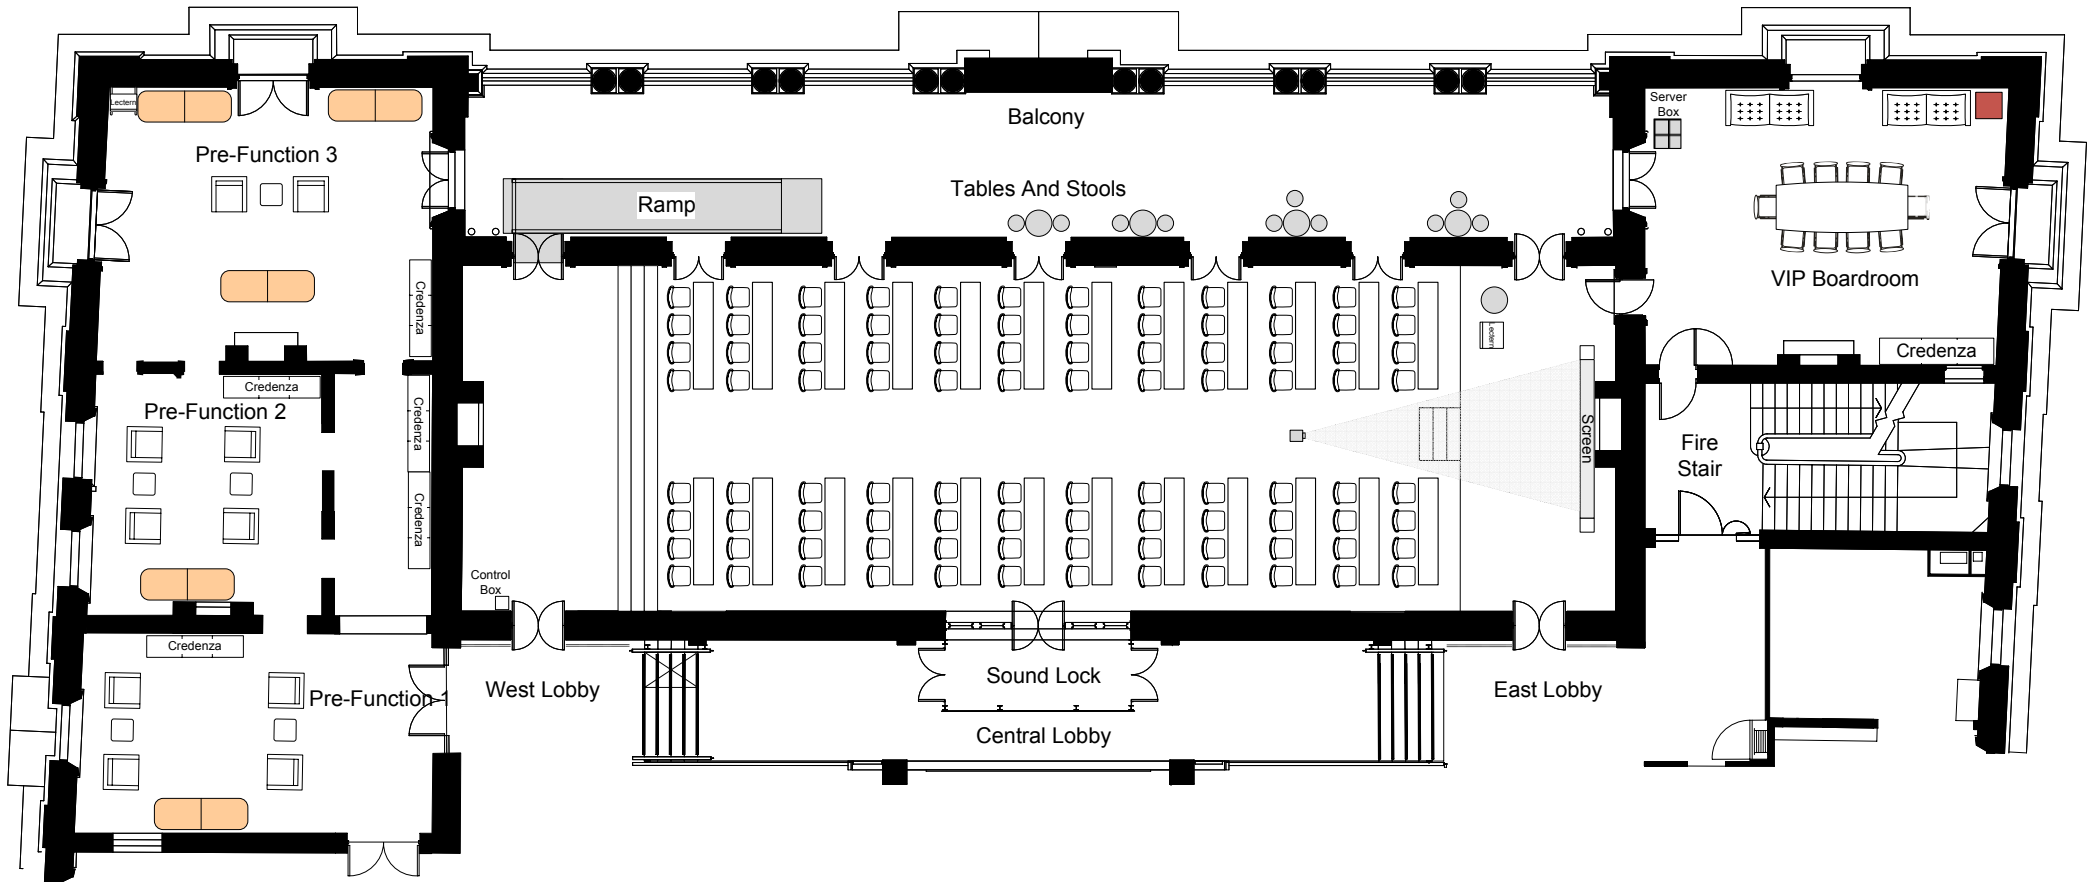 Lectern
Pre-Function 3
Balcony
Server
Box
Tables And Stools
Ramp
VIP Boardroom
Credenza
Lectern
Credenza
Credenza
Pre-Function 2
Credenza
Screen
Fire
Stair
Credenza
Control
Box
Credenza
Pre-Function 1
West Lobby
Sound Lock
East Lobby
Central Lobby